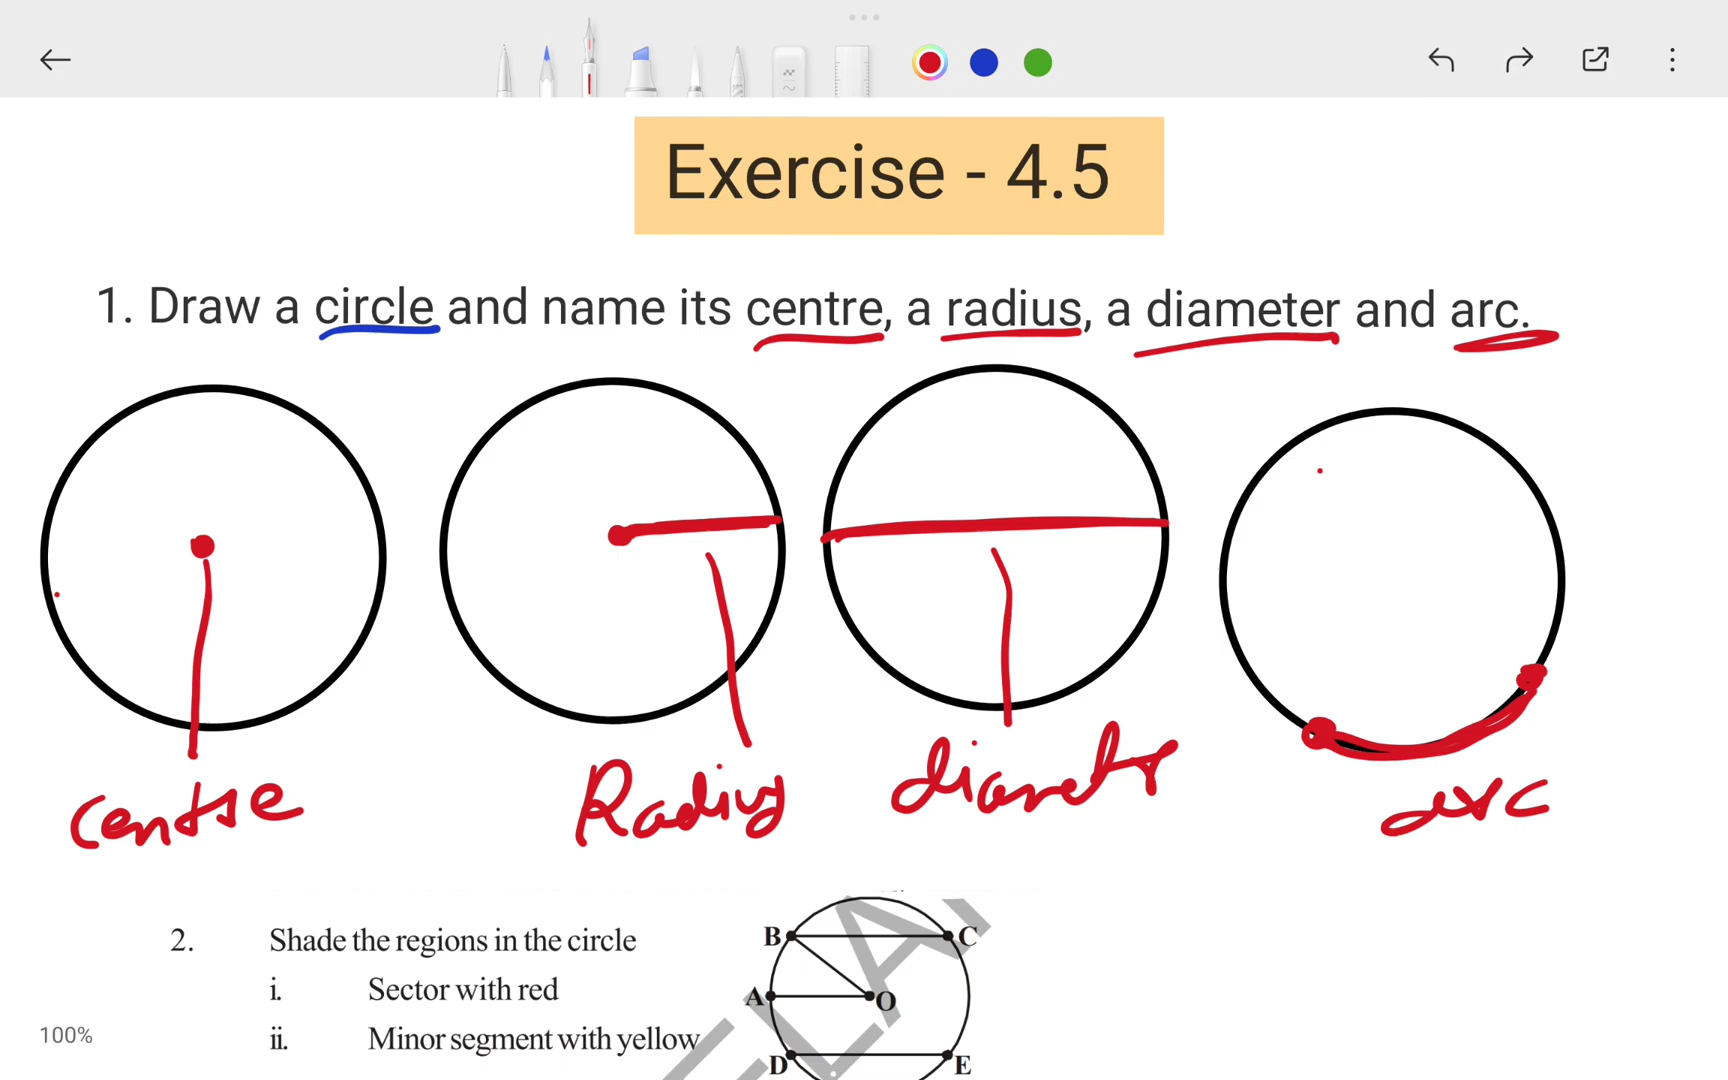 Exercise - 4.5
1. Draw a circle and name its centre, a radius, a diameter and arc.
centre Radius diameter arc
2. Shade the regions in the circle
B C
i. Sector with red
A O
ii. Minor segment with yellow
D E
100%